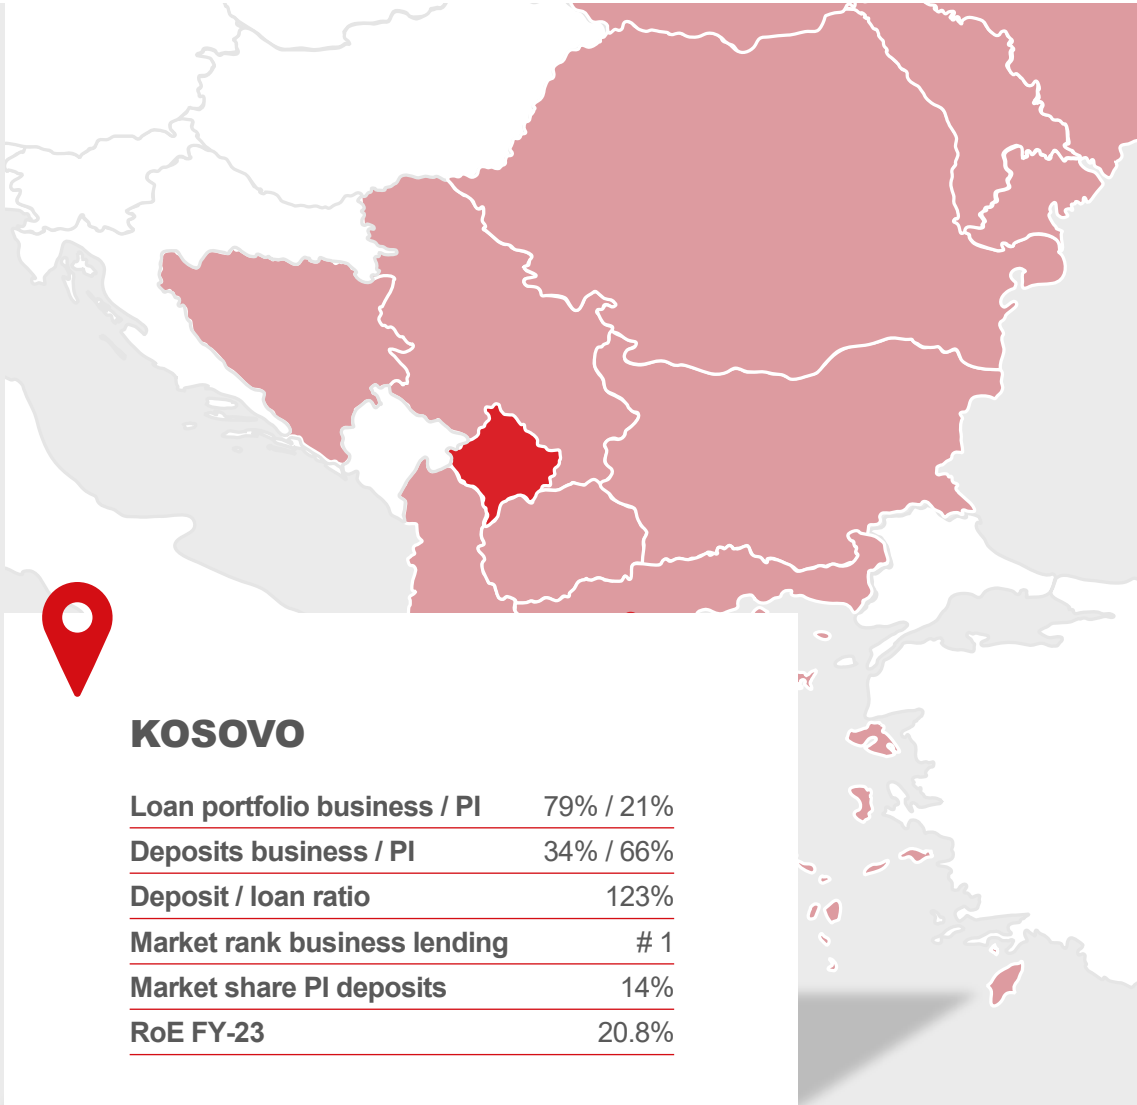 KOSOVO
Loan portfolio business / PI 79% / 21%
Deposits business / PI 34% / 66%
Deposit / loan ratio 123%
Market rank business lending # 1
Market share PI deposits 14%
RoE FY-23 20.8%